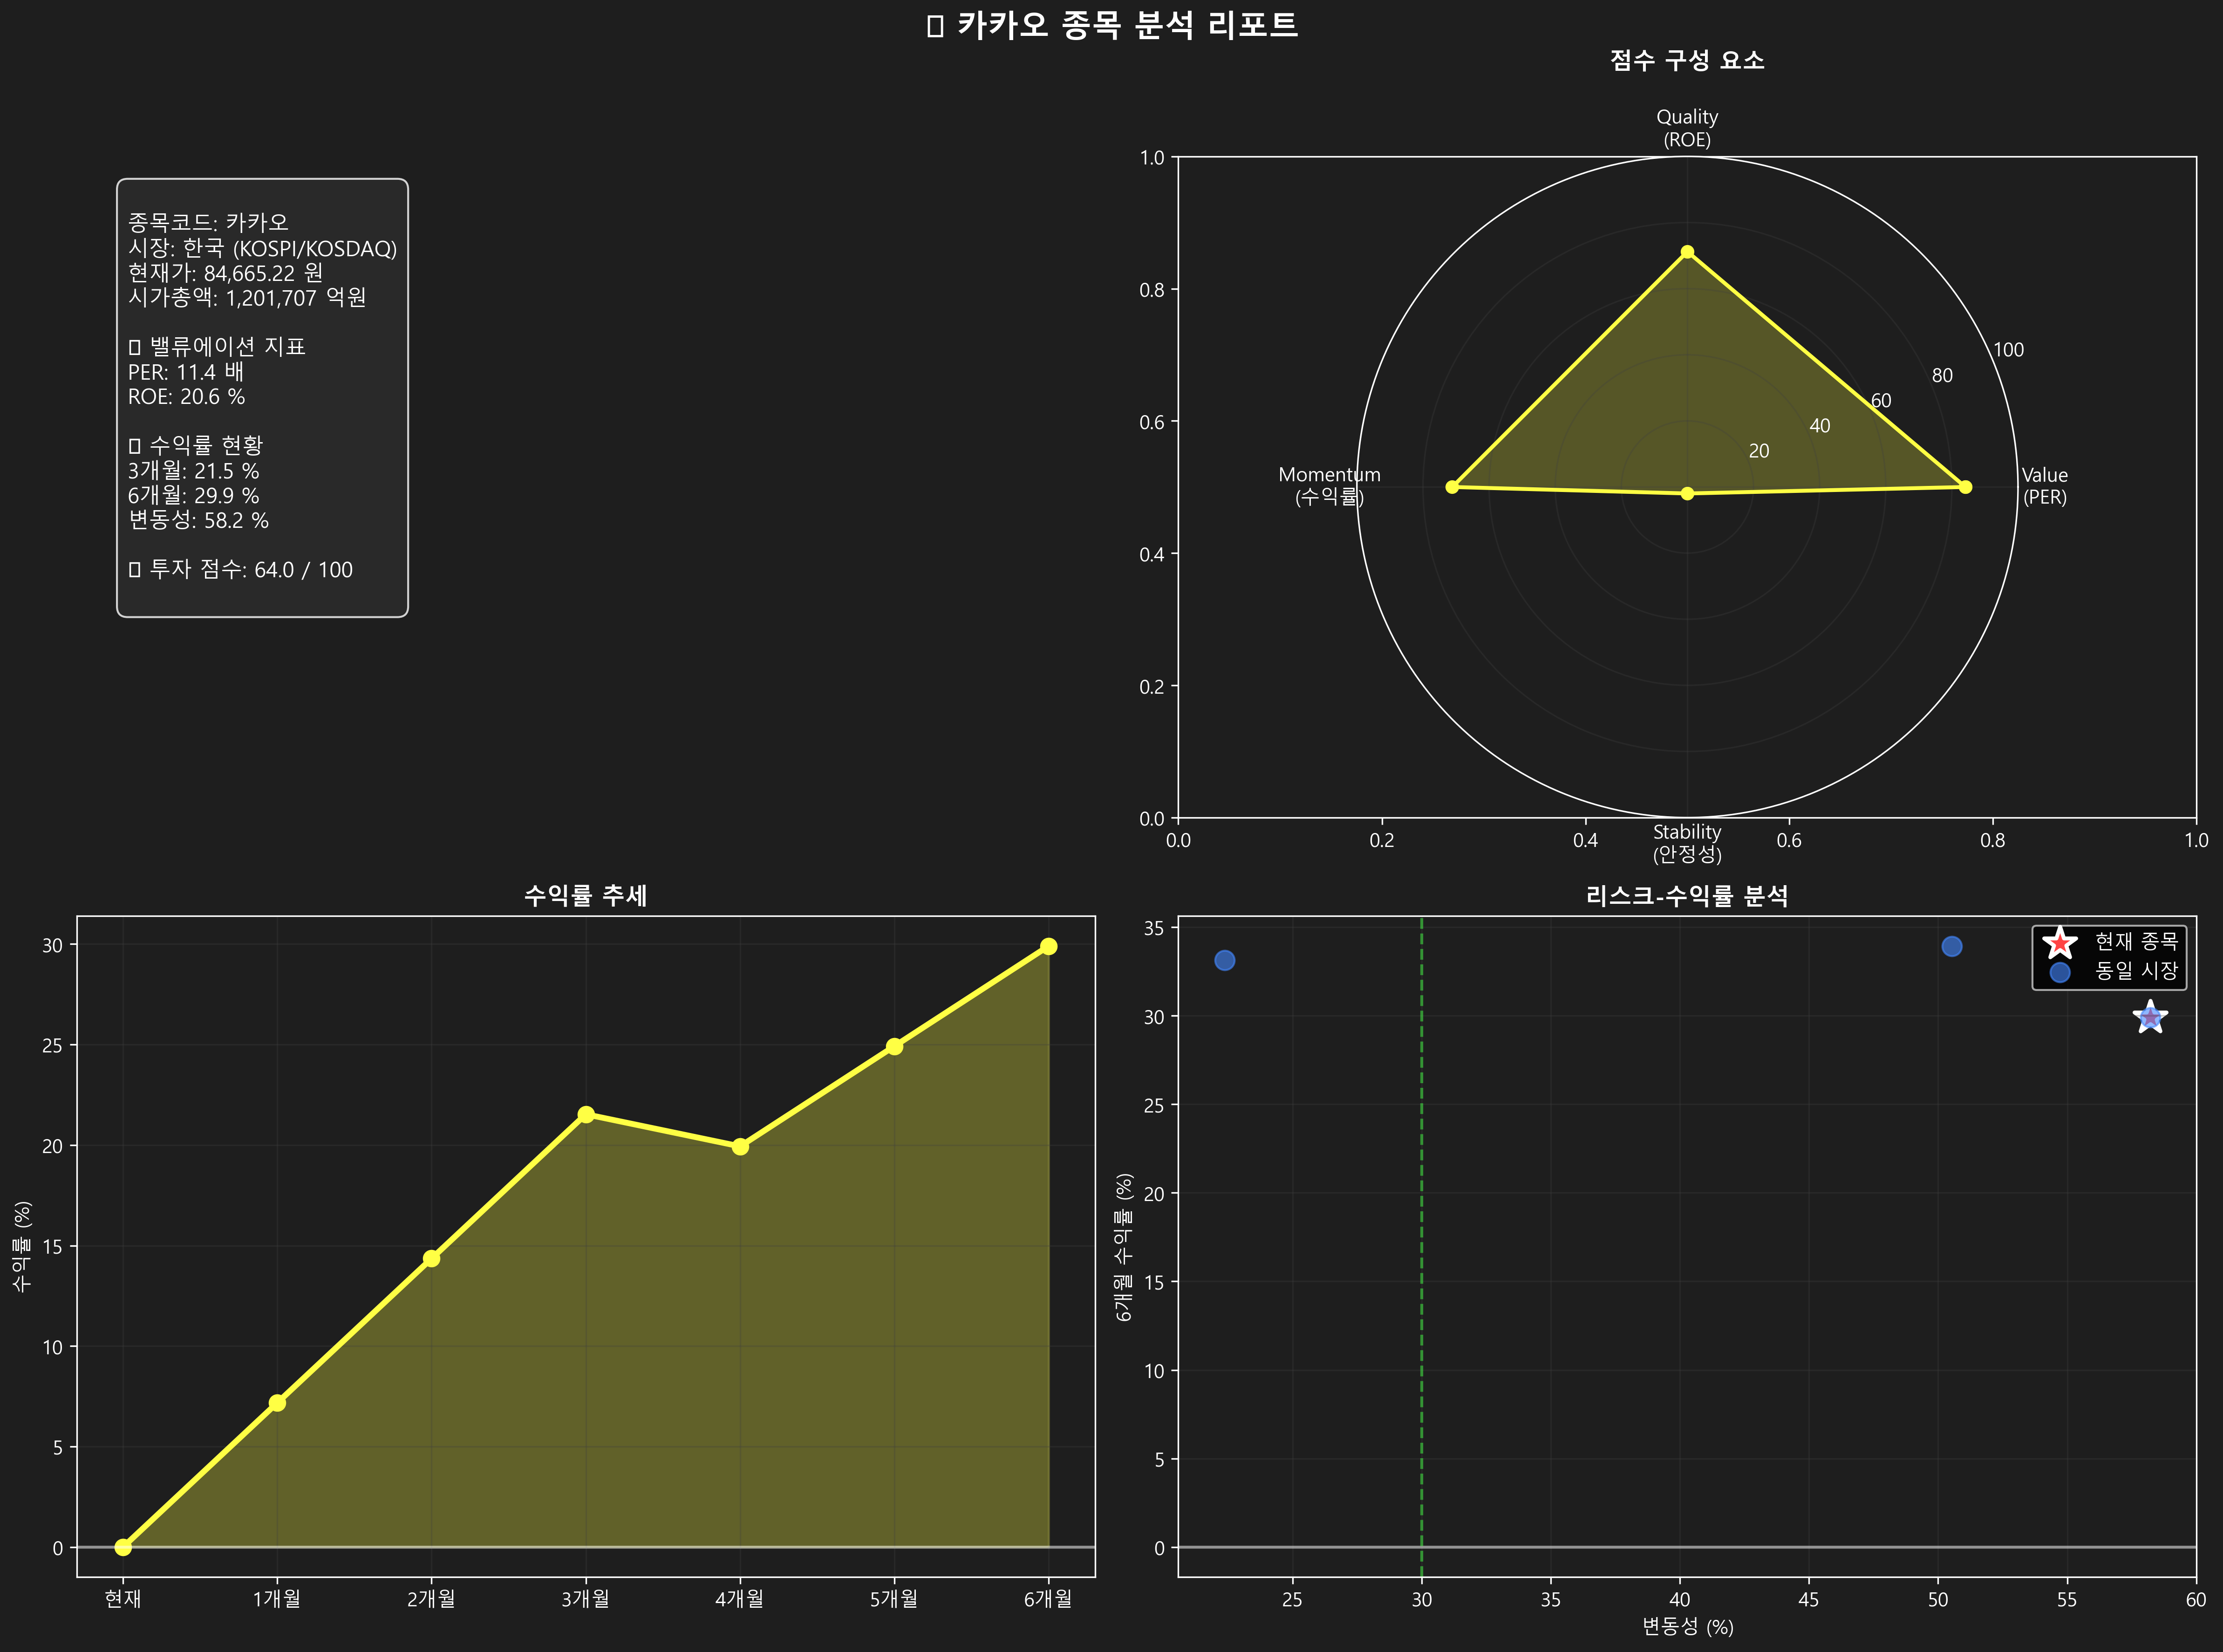 카카오 종목 분석 리포트
종목코드: 카카오
시장: 한국 (KOSPI/KOSDAQ)
현재가: 84,665.22 원
시가총액: 1,201,707 억원
밸류에이션 지표
PER: 11.4 배
ROE: 20.6 %
수익률 현황
3개월: 21.5 %
6개월: 29.9 %
변동성: 58.2 %
투자 점수: 64.0 / 100
점수 구성 요소
Quality
(ROE)
1.0
0.8
0.6
0.4
0.2
0.0
100
80
60
40
20
Momentum
(수익률)
Value
(PER)
0.0
0.2
0.4
0.6
0.8
1.0
Stability
(안정성)
수익률 추세
수익률 (%)
30
25
20
15
10
5
0
현재
1개월
2개월
3개월
4개월
5개월
6개월
리스크-수익률 분석
현재 종목
동일 시장
6개월 수익률 (%)
35
30
25
20
15
10
5
0
25
30
35
40
45
50
55
60
변동성 (%)